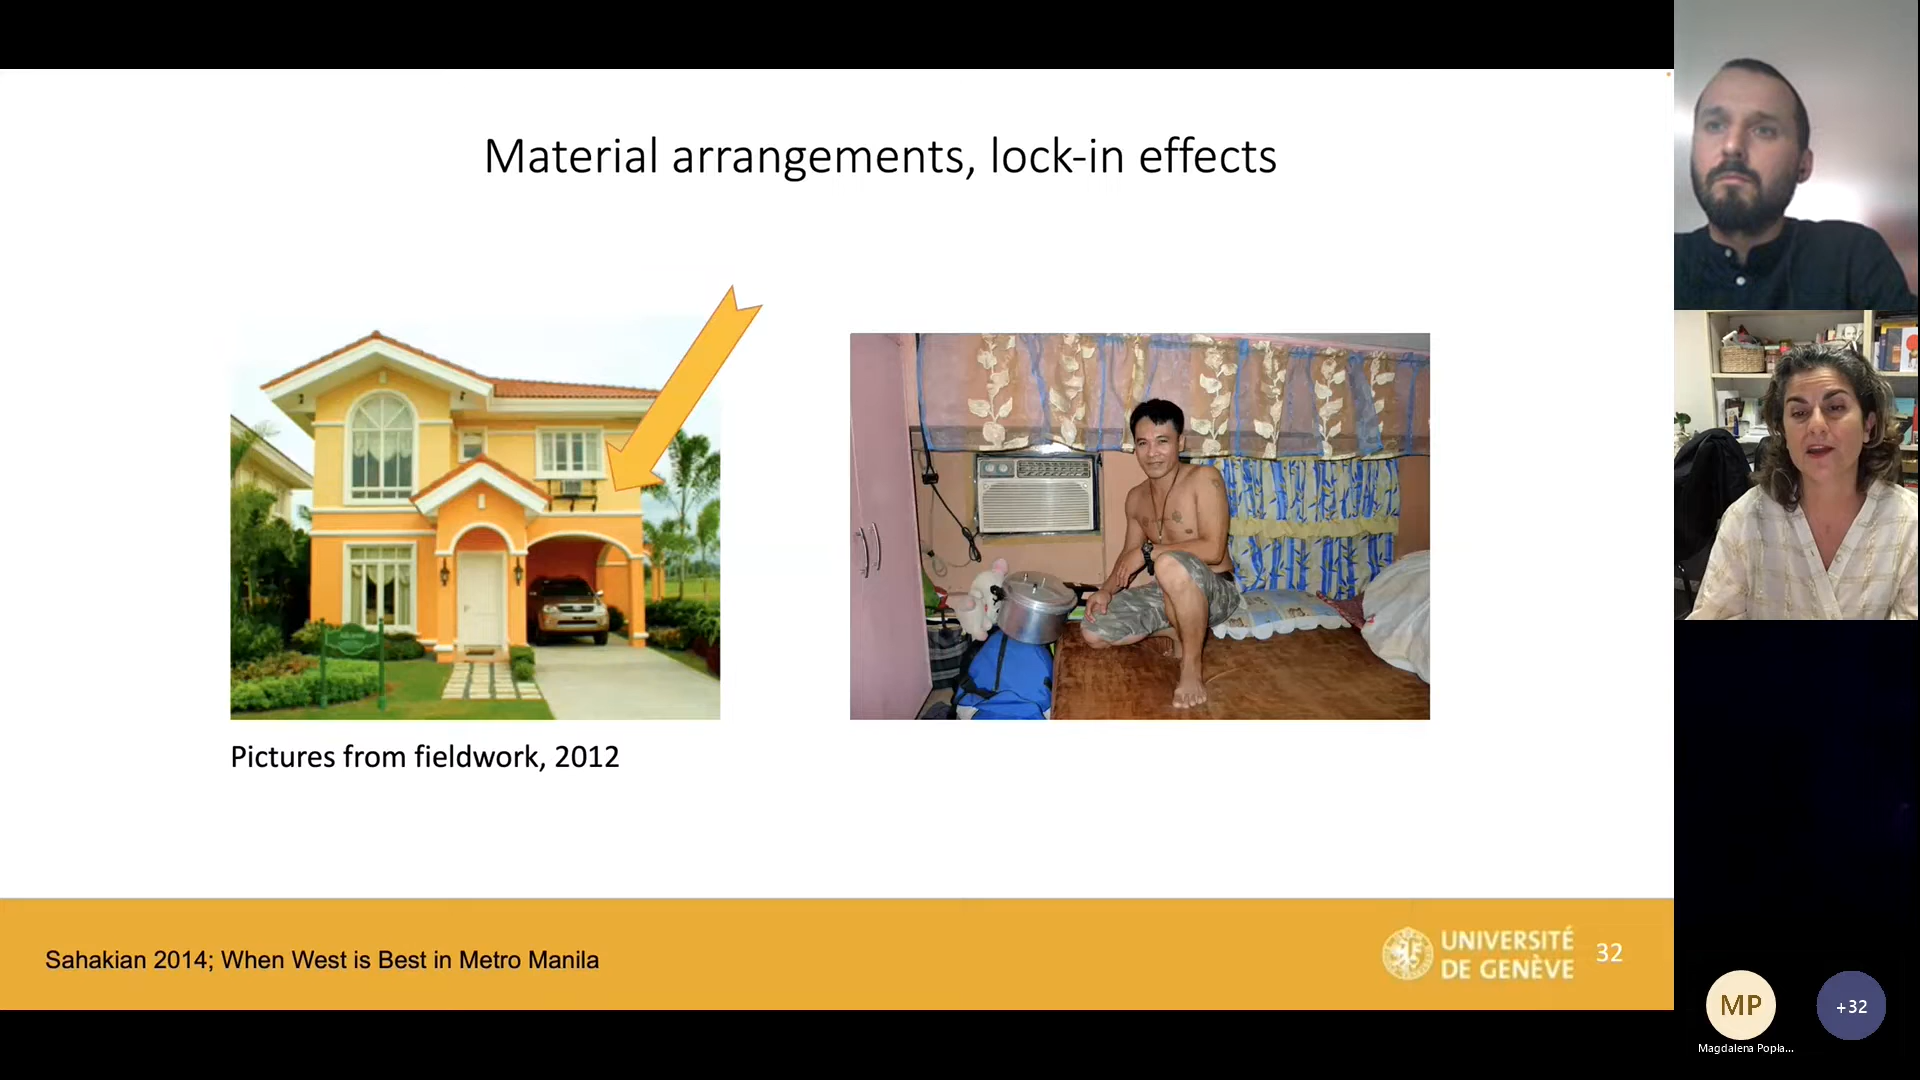 Material arrangements, lock-in effects
Pictures from fieldwork, 2012
Sahakian 2014; When West is Best in Metro Manila
UNIVERSITÉ
DE GENÈVE
32
MP
+32
Magdalena Popla...